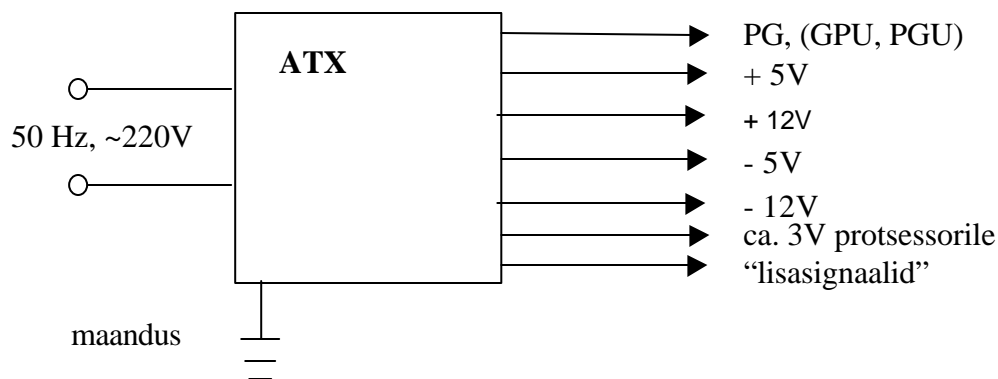 PG, (GPU, PGU)
ATX
+ 5V
+ 12V
50 Hz, ~220V
- 5V
- 12V
ca. 3V protsessorile
“lisasignaalid”
maandus